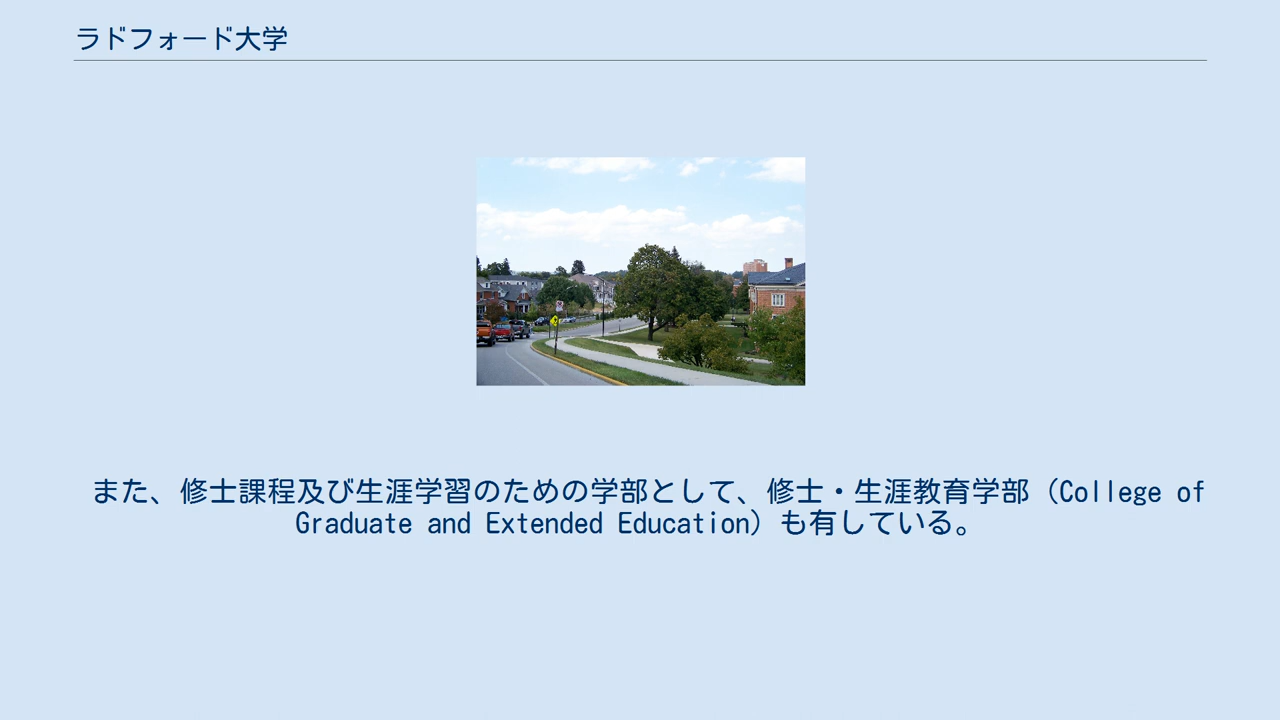 ラドフォード大学
また、修士課程及び生涯学習のための学部として、修士・生涯教育学部（College of
Graduate and Extended Education）も有している。